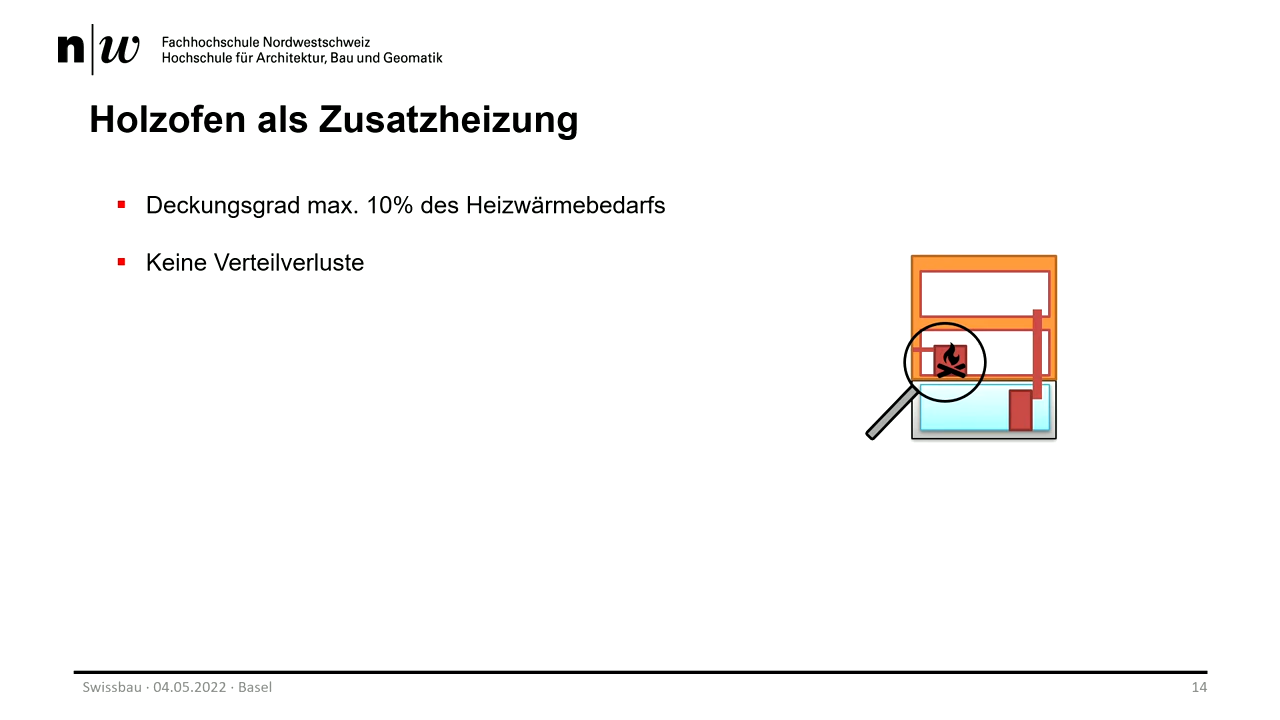 n|w
Fachhochschule Nordwestschweiz
Hochschule für Architektur, Bau und Geomatik
Holzofen als Zusatzheizung
▪ Deckungsgrad max. 10% des Heizwärmebedarfs
▪ Keine Verteilverluste
Swissbau · 04.05.2022 · Basel
14